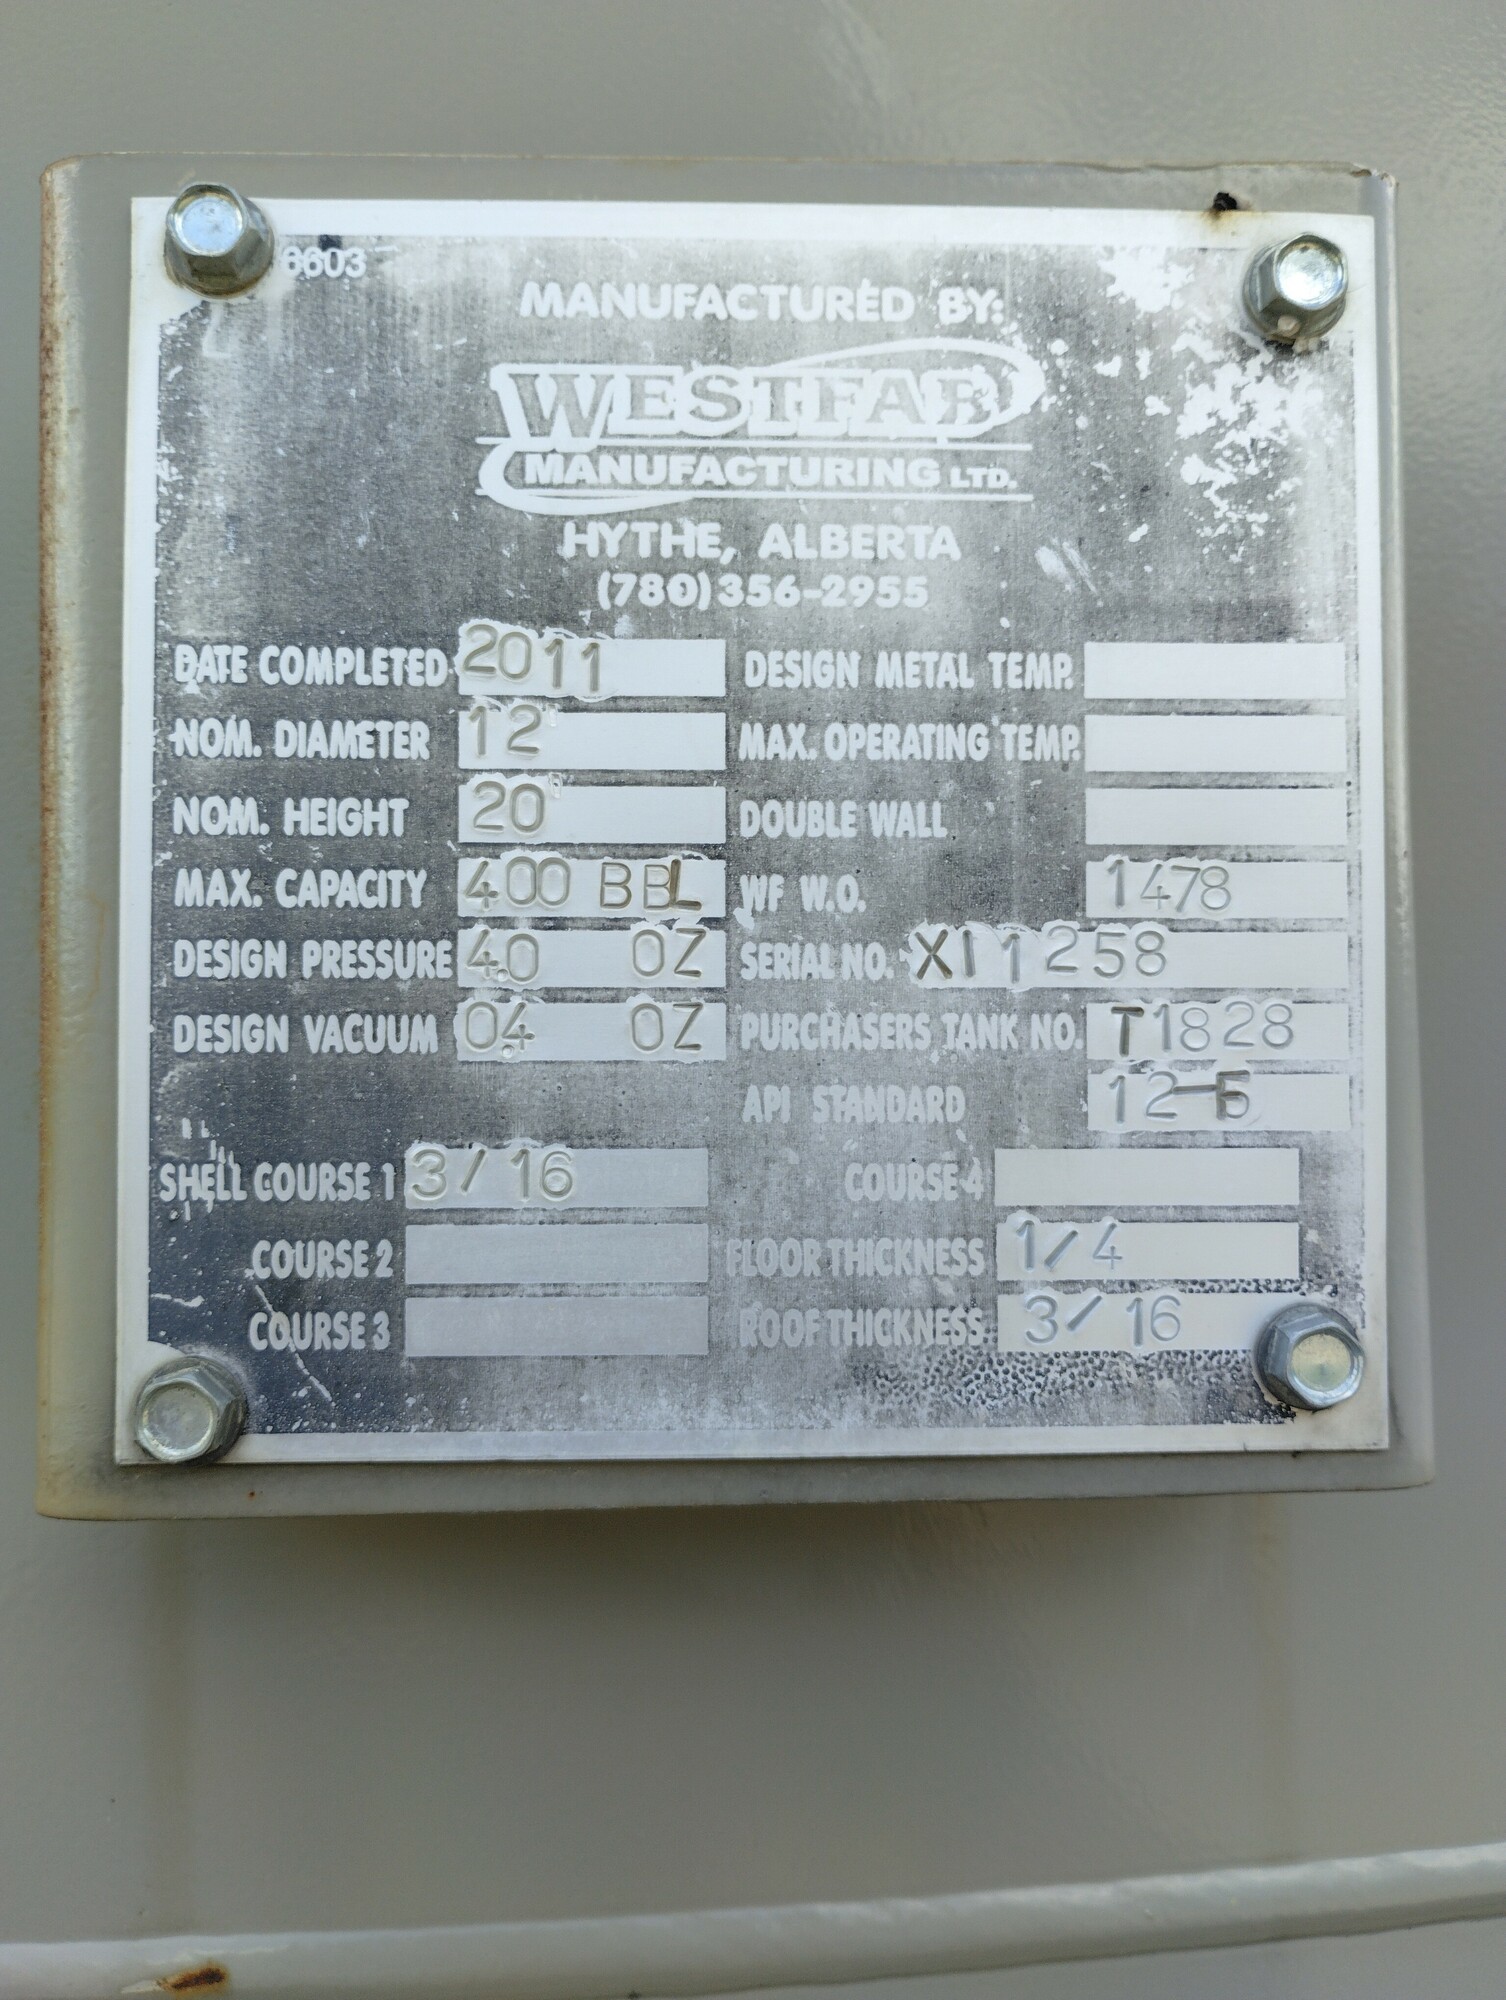 6603
MANUFACTURED BY:
WESTFAB
MANUFACTURING LTD.
HYTHE, ALBERTA
(780)356-2955
DATE COMPLETED 2011 DESIGN METAL TEMP.
NOM. DIAMETER 12' MAX. OPERATING TEMP.
NOM. HEIGHT 20' DOUBLE WALL
MAX. CAPACITY 400 BBL WF W.O. 1478
DESIGN PRESSURE 4.0 OZ SERIAL NO. X111258
DESIGN VACUUM 0.4 OZ PURCHASERS TANK NO. T1828
API STANDARD 12-F
SHELL COURSE 1 3/16 COURSE 4
COURSE 2 FLOOR THICKNESS 1/4
COURSE 3 ROOF THICKNESS 3/16